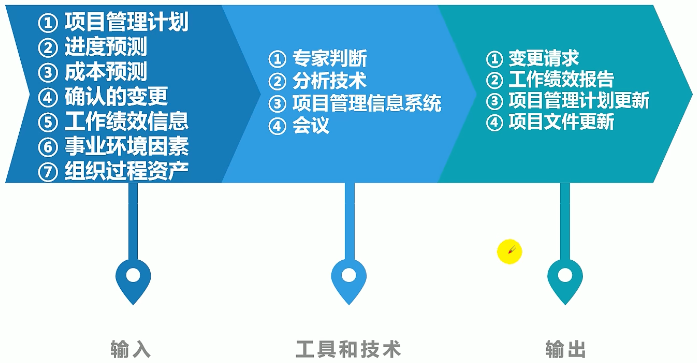 ① 项目管理计划
② 进度预测
③ 成本预测
④ 确认的变更
⑤ 工作绩效信息
⑥ 事业环境因素
⑦ 组织过程资产
① 专家判断
② 分析技术
③ 项目管理信息系统
④ 会议
① 变更请求
② 工作绩效报告
③ 项目管理计划更新
④ 项目文件更新
输入
工具和技术
输出